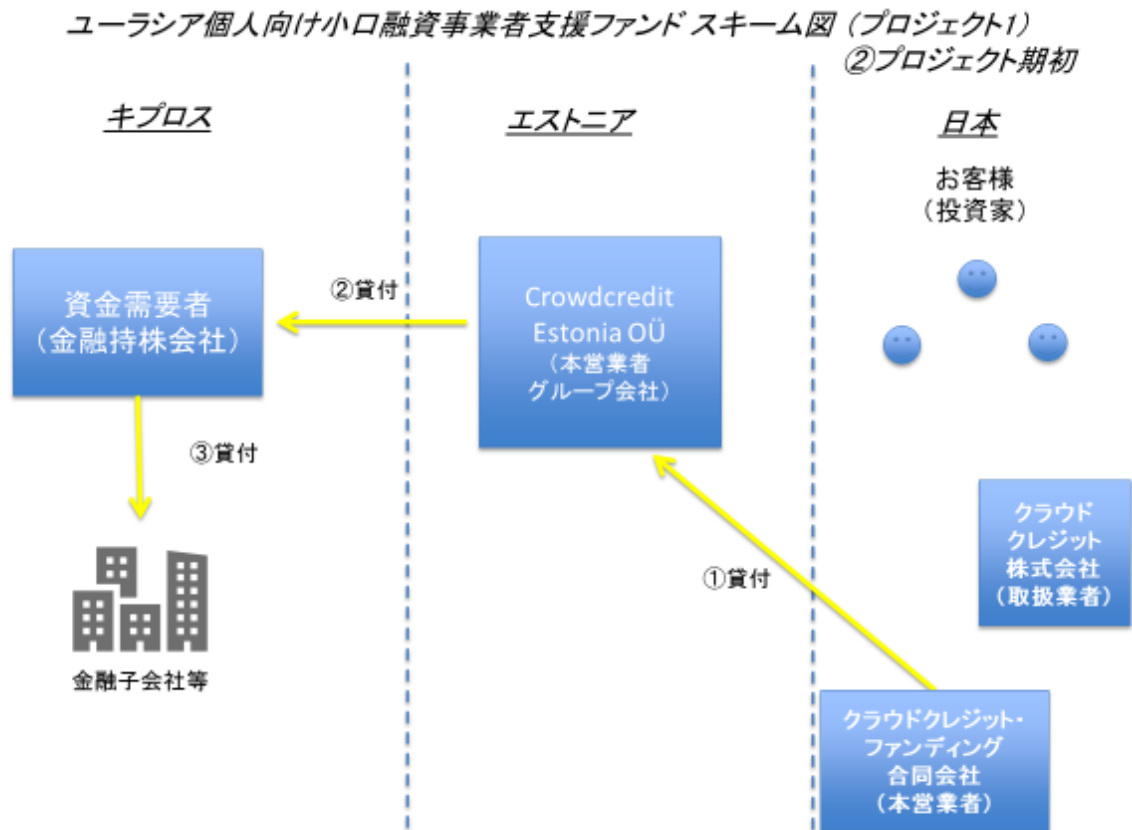 ユーラシア個人向け小口融資事業者支援ファンド スキーム図（プロジェクト1）
②プロジェクト期初
キプロス
エストニア
日本
お客様
（投資家）
資金需要者
（金融持株会社）
②貸付
Crowdcredit
Estonia OÜ
（本営業者
グループ会社）
③貸付
クラウド
クレジット
株式会社
（取扱業者）
①貸付
金融子会社等
クラウドクレジット・
ファンディング
合同会社
（本営業者）